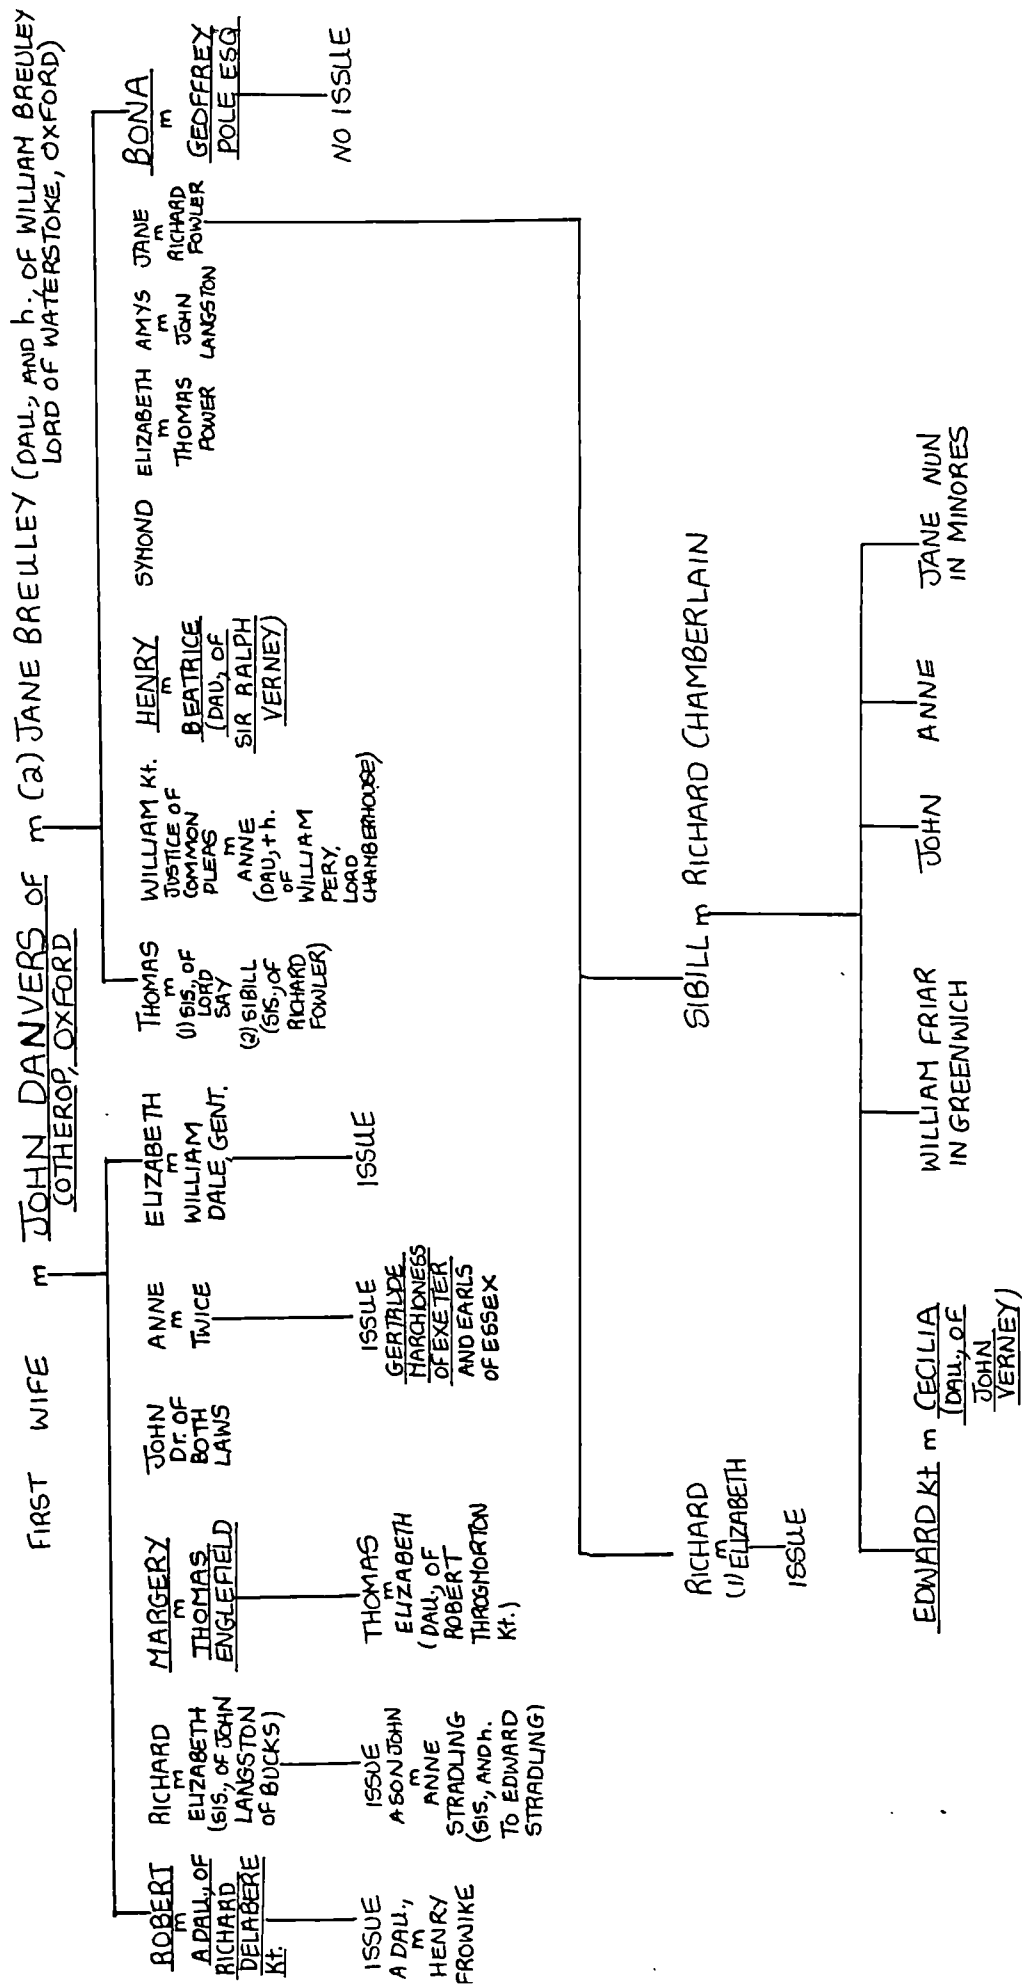 FIRST WIFE m JOHN DANVERS OF m (2) JANE BREULLEY (DAU., AND h., OF WILLIAM BREULEY
COTHEROP, OXFORD
LORD OF WATERSTOKE, OXFORD)
ROBERT
m
A DAU., OF
RICHARD
DELABERE
Kt.
ISSUE
A DAU.,
m
HENRY
FROWIKE
RICHARD
m
ELIZABETH
(SIS., OF JOHN
LANGSTON
OF BUCKS)
ISSUE
A SON JOHN
m
ANNE
STRADLING
(SIS., AND h.
TO EDWARD
STRADLING)
MARGERY
m
THOMAS
ENGLEFIELD
THOMAS
m
ELIZABETH
(DAU., OF
ROBERT
THROGMORTON
Kt.)
JOHN
Dr. OF
BOTH
LAWS
ANNE
m
TWICE
ISSUE
GERTRUDE
MARCHIONESS
OF EXETER
AND EARLS
OF ESSEX
ELIZABETH
m
WILLIAM
DALE, GENT.
ISSUE
THOMAS
m
(1) SIS., OF
LORD
SAY
(2) SIBILL
(SIS., OF
RICHARD
FOWLER)
WILLIAM Kt.
JUSTICE OF
COMMON
PLEAS
m
ANNE
(DAU., + h.
OF
WILLIAM
PERY,
LORD
CHAMBERHOUSE)
HENRY
m
BEATRICE
(DAU., OF
SIR RALPH
VERNEY)
SYMOND
ELIZABETH
m
THOMAS
POWER
AMYS
m
JOHN
LANGSTON
JANE
m
RICHARD
FOWLER
BONA
m
GEOFFREY
POLE ESQ
NO ISSUE
RICHARD
m
(1) ELIZABETH
ISSUE
SIBILL m RICHARD CHAMBERLAIN
EDWARD Kt m CECILIA
(DAU., OF
JOHN
VERNEY)
WILLIAM FRIAR
IN GREENWICH
JOHN
ANNE
JANE NUN
IN MINORES